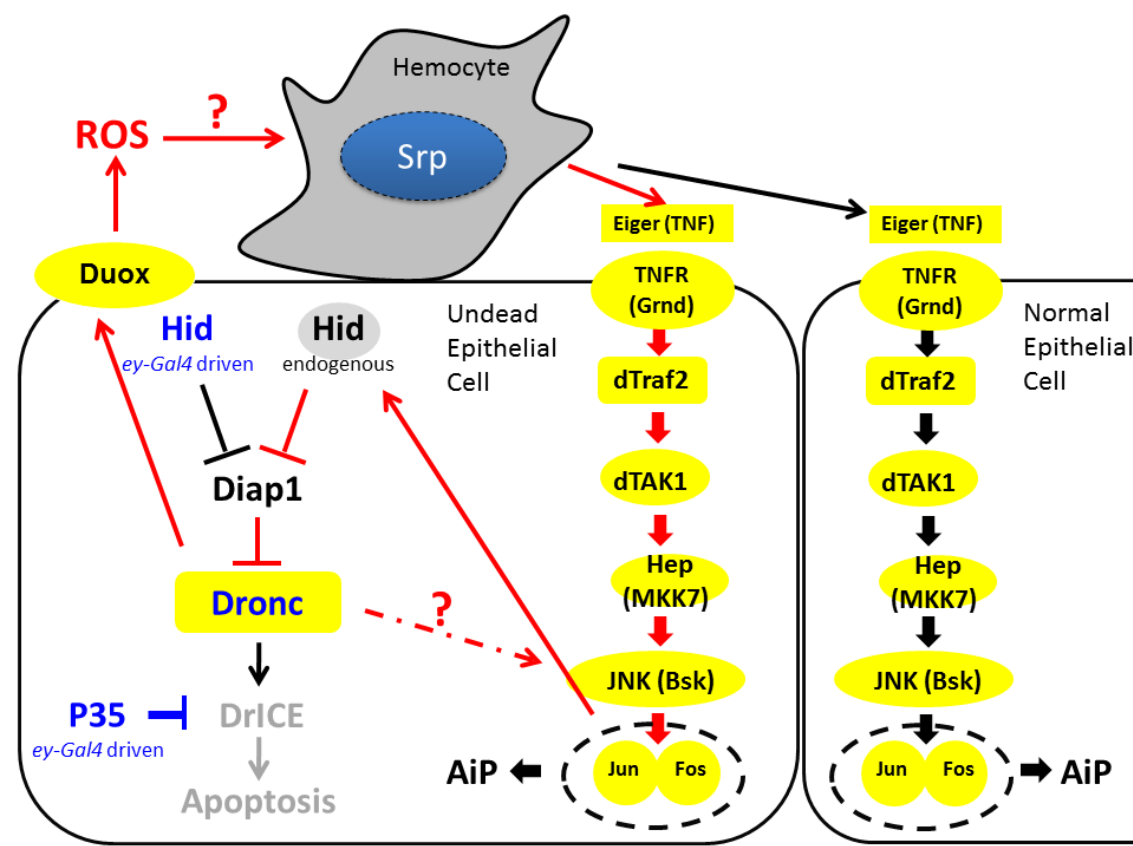 Hemocyte
?
ROS
Srp
Eiger (TNF)
Eiger (TNF)
Duox
TNFR
(Grnd)
TNFR
(Grnd)
Hid
ey-Gal4 driven
Hid
endogenous
Undead
Epithelial
Cell
Normal
Epithelial
Cell
dTraf2
dTraf2
Diap1
dTAK1
dTAK1
Hep
(MKK7)
Hep
(MKK7)
Dronc
?
JNK (Bsk)
JNK (Bsk)
P35
ey-Gal4 driven
DrICE
Apoptosis
AiP
Jun
Fos
Jun
Fos
AiP